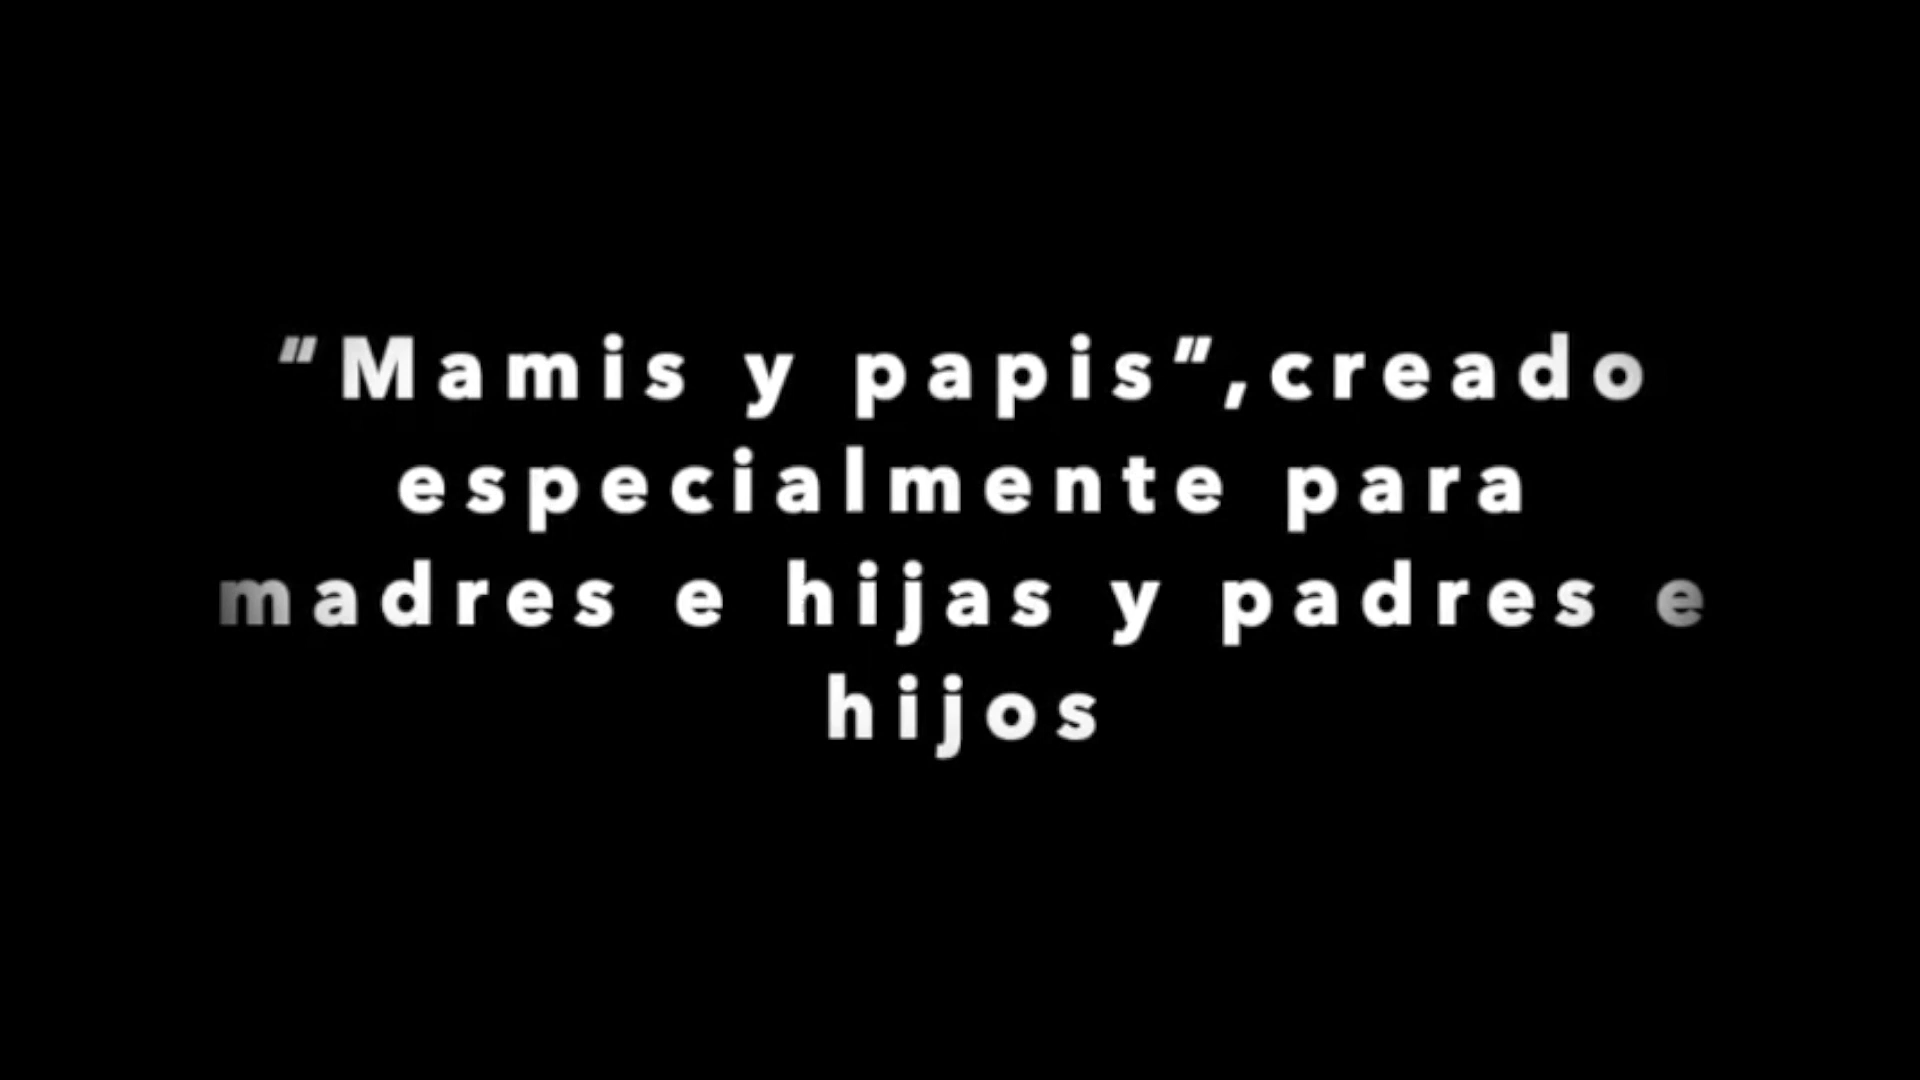 "Mamis y papis",creado
especialmente para
madres e hijas y padres e
hijos